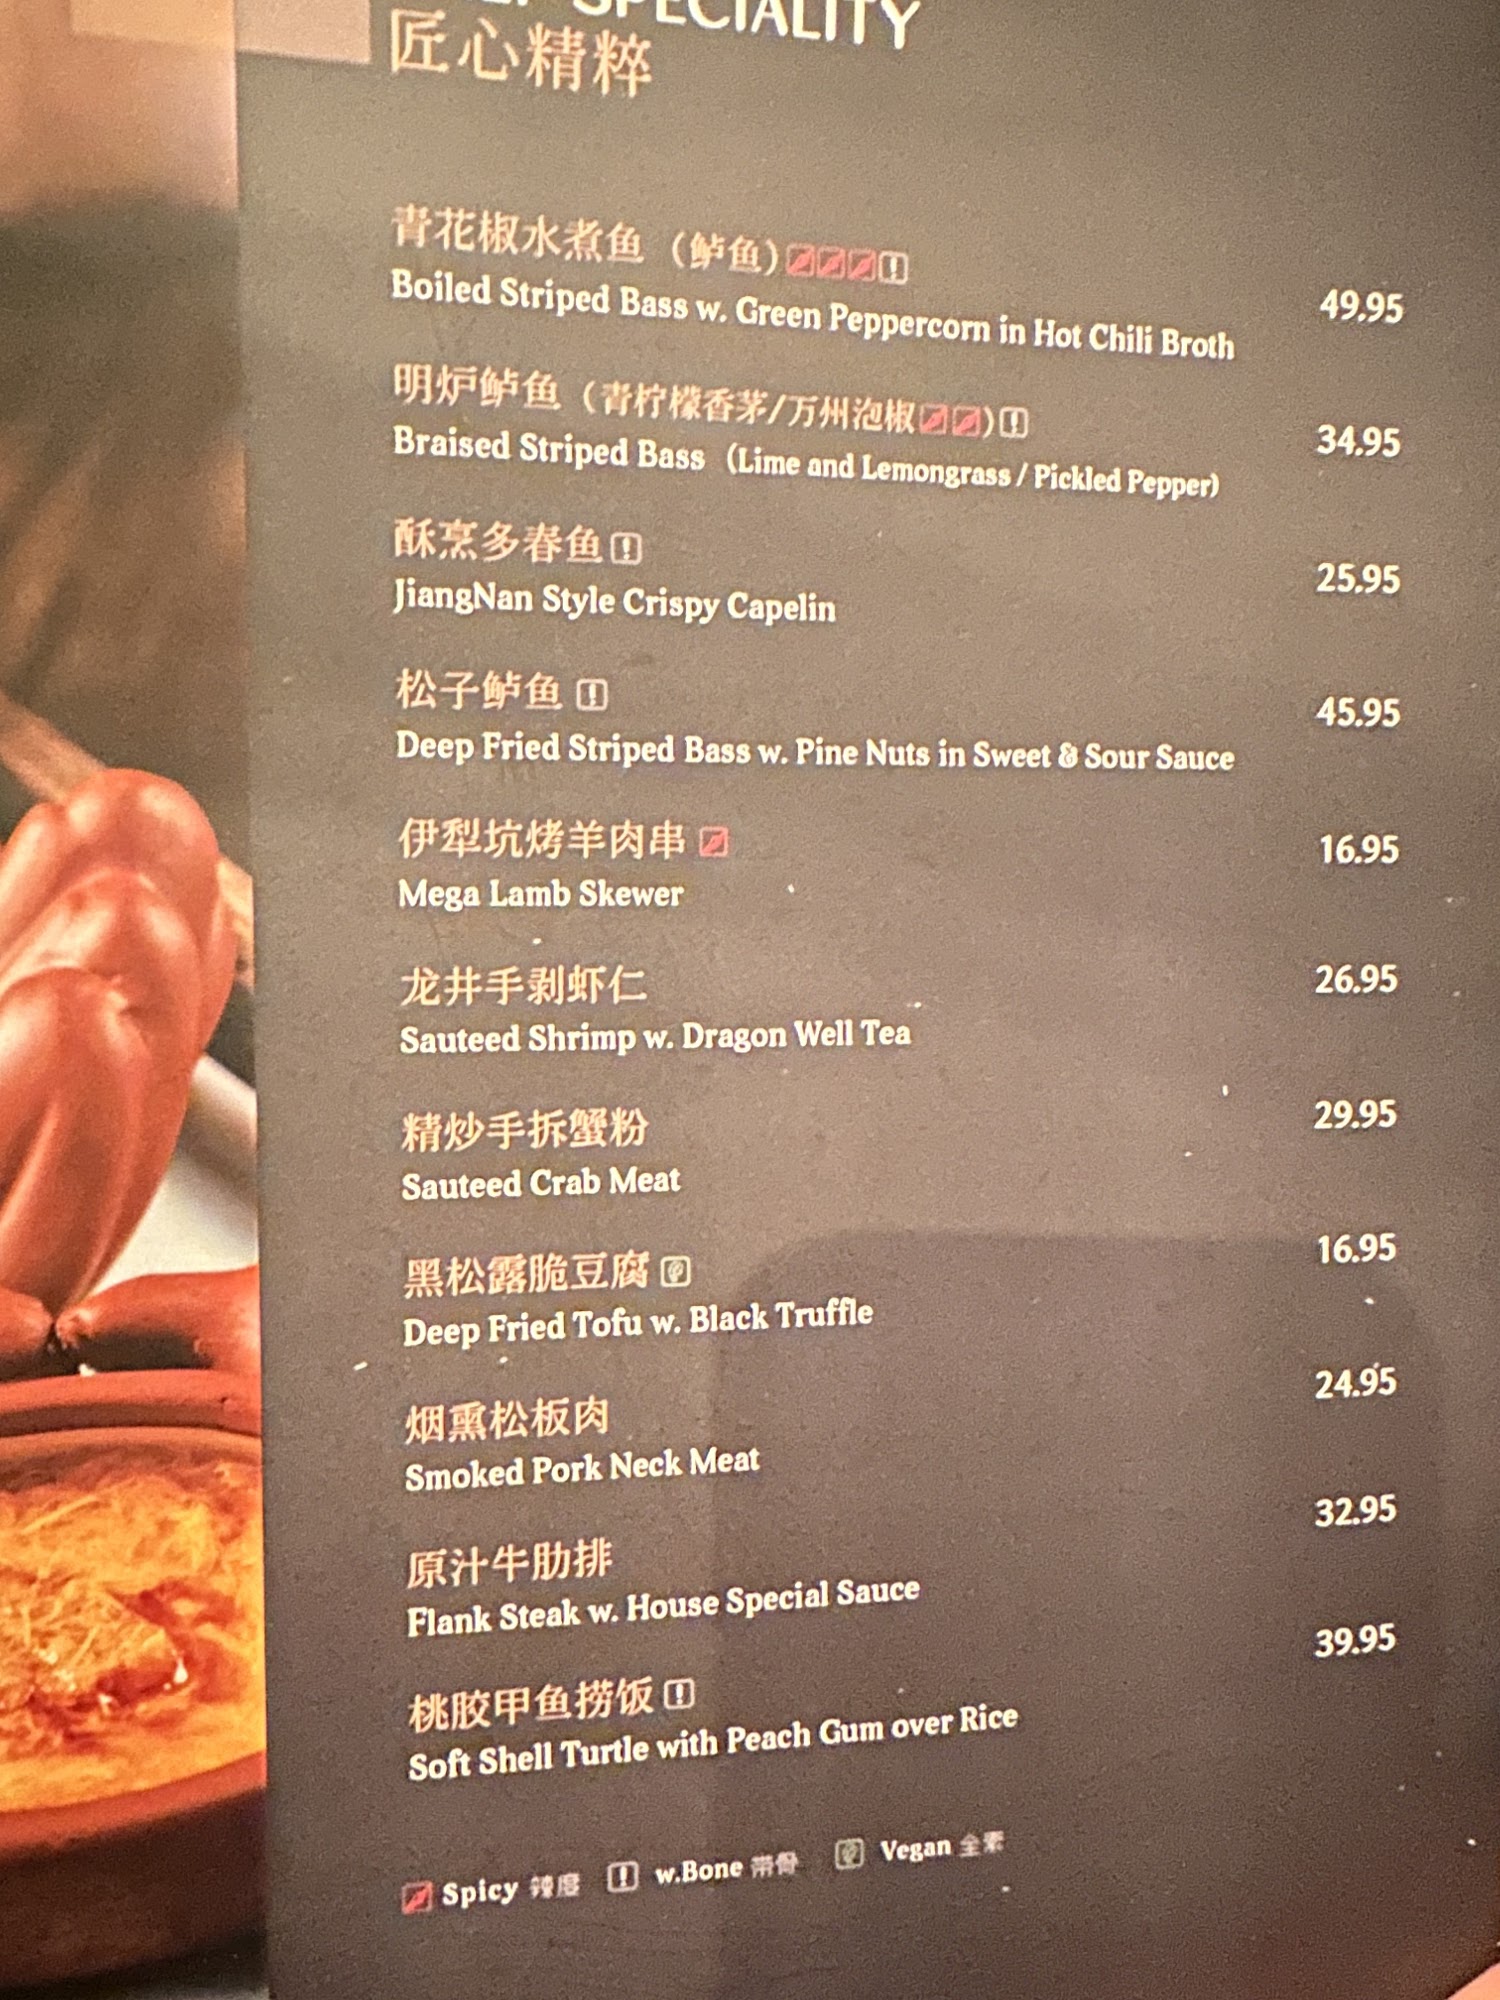 SPECIALITY
匠心精粹
青花椒水煮鱼（鲈鱼）
Boiled Striped Bass w. Green Peppercorn in Hot Chili Broth
49.95
明炉鲈鱼（青柠檬香茅/万州泡椒）
Braised Striped Bass（Lime and Lemongrass / Pickled Pepper)
34.95
酥烹多春鱼
JiangNan Style Crispy Capelin
25.95
松子鲈鱼
Deep Fried Striped Bass w. Pine Nuts in Sweet & Sour Sauce
45.95
伊犁坑烤羊肉串
Mega Lamb Skewer
16.95
龙井手剥虾仁
Sauteed Shrimp w. Dragon Well Tea
26.95
精炒手拆蟹粉
Sauteed Crab Meat
29.95
黑松露脆豆腐
Deep Fried Tofu w. Black Truffle
16.95
烟熏松板肉
Smoked Pork Neck Meat
24.95
原汁牛肋排
Flank Steak w. House Special Sauce
32.95
桃胶甲鱼捞饭
Soft Shell Turtle with Peach Gum over Rice
39.95
Spicy 辣度 w.Bone 带骨 Vegan 全素